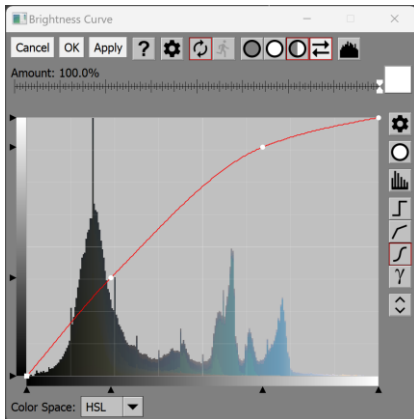 Brightness Curve
Cancel OK Apply ?
Amount: 100.0%
γ
Color Space: HSL